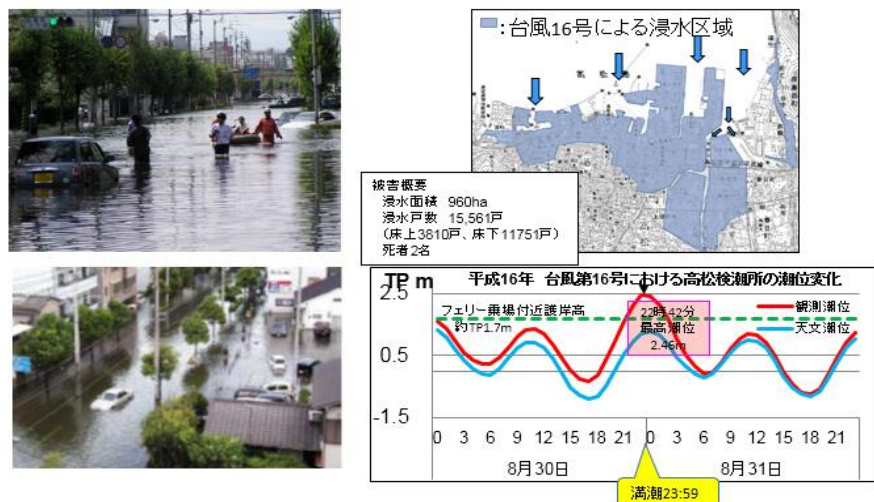 ■:台風16号による浸水区域
被害概要
浸水面積 960ha
浸水戸数 15,561戸
(床上3810戸、床下11751戸)
死者2名
TP m
平成16年 台風第16号における高松検潮所の潮位変化
2.5
0.5
-1.5
フェリー乗場付近護岸高
約TP1.7m
22時42分
最高潮位
2.46m
観測潮位
天文潮位
0 3 6 9 12 15 18 21 0 3 6 9 12 15 18 21
8月30日 8月31日
満潮23:59